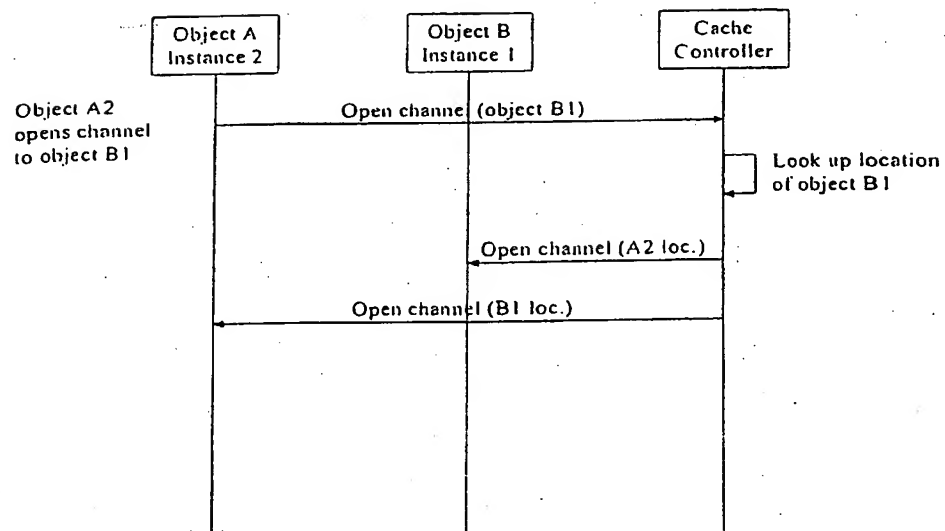 Object A
Instance 2
Object B
Instance 1
Cache
Controller
Object A2
opens channel
to object B1
Open channel (object B1)
Look up location
of object B1
Open channel (A2 loc.)
Open channel (B1 loc.)